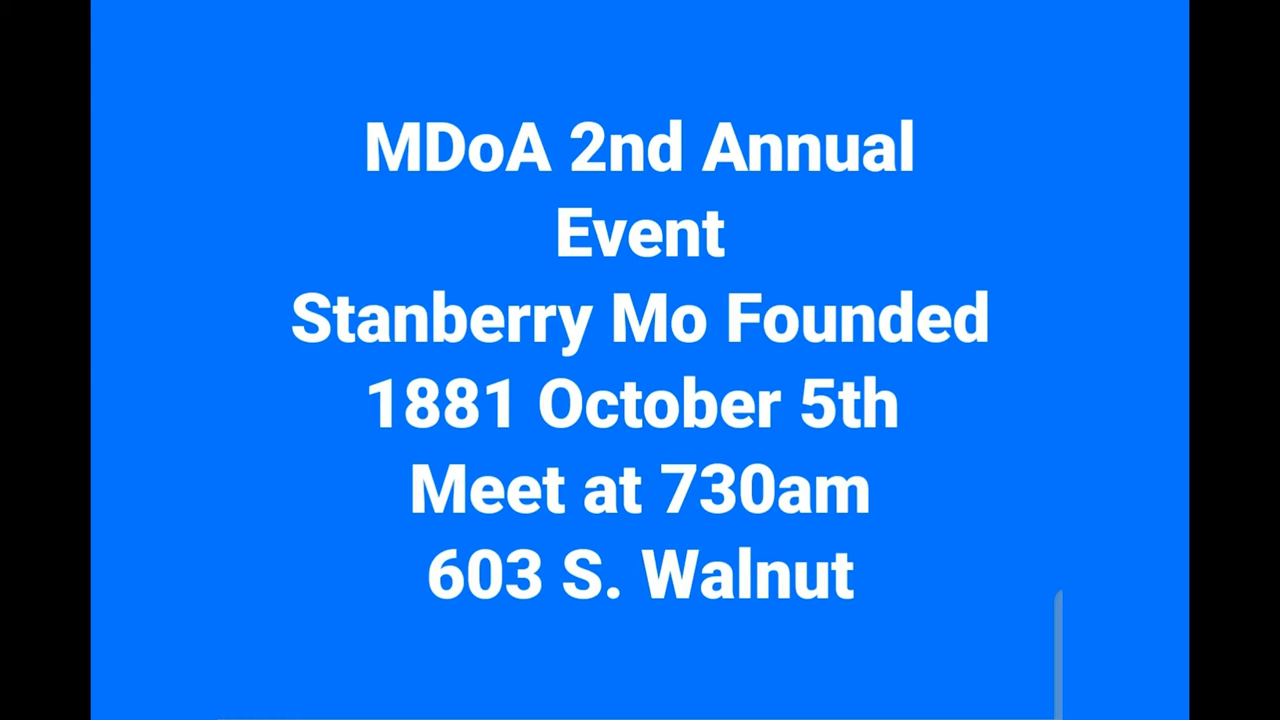 MDoA 2nd Annual
Event
Stanberry Mo Founded
1881 October 5th
Meet at 730am
603 S. Walnut